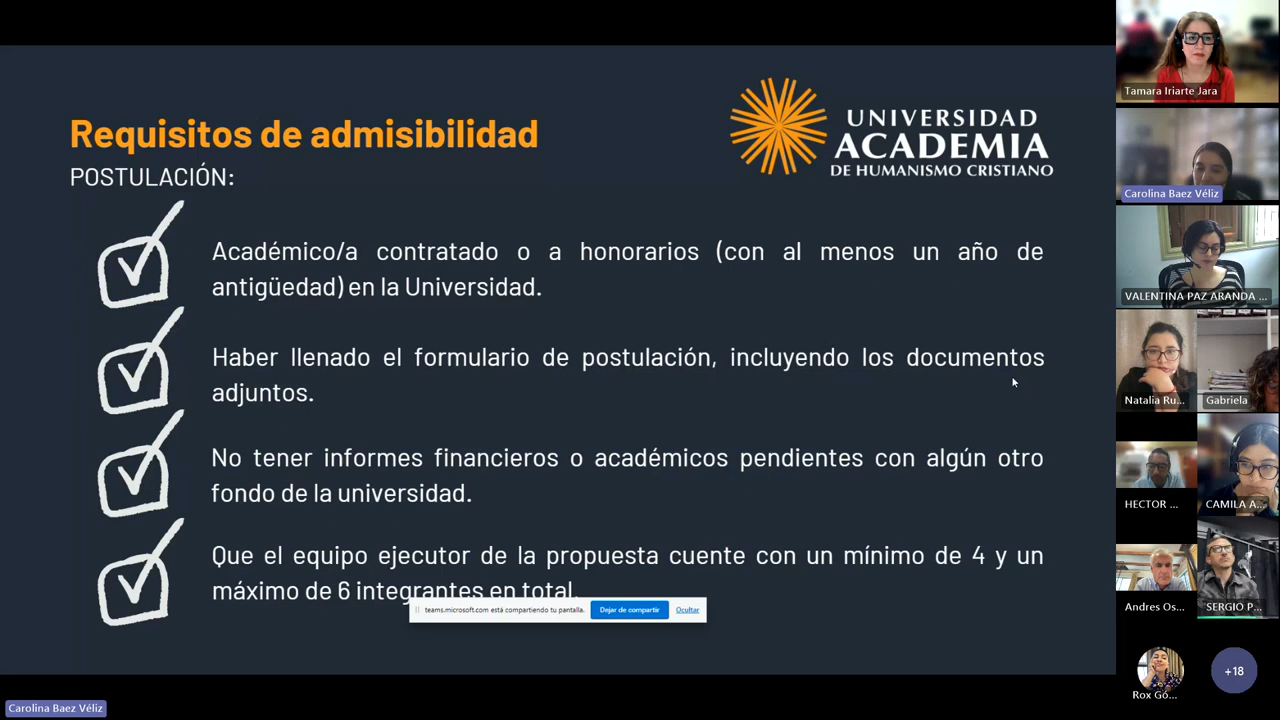 Requisitos de admisibilidad
POSTULACIÓN:
UNIVERSIDAD
ACADEMIA
DE HUMANISMO CRISTIANO
Académico/a contratado o a honorarios (con al menos un año de
antigüedad) en la Universidad.
Haber llenado el formulario de postulación, incluyendo los documentos
adjuntos.
No tener informes financieros o académicos pendientes con algún otro
fondo de la universidad.
Que el equipo ejecutor de la propuesta cuente con un mínimo de 4 y un
máximo de 6 integrantes en total.
teams.microsoft.com está compartiendo tu pantalla.
Dejar de compartir
Ocultar
Carolina Baez Véliz
Tamara Iriarte Jara
Carolina Baez Véliz
VALENTINA PAZ ARANDA ...
Natalia Ru...
Gabriela
HECTOR ...
CAMILA A...
Andres Os...
SERGIO P...
Rox Gó...
+18